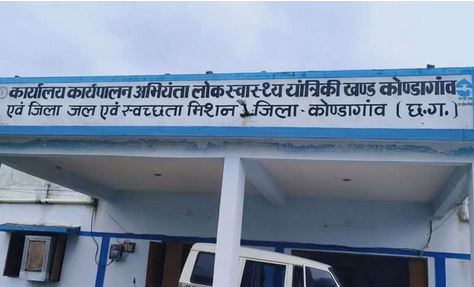 कार्यालय कार्यपालन अभियंता लोक स्वास्थ्य यांत्रिकी खण्ड कोण्डागांव
एवं जिला जल एवं स्वच्छता मिशन जिला - कोण्डागांव (छ.ग.)